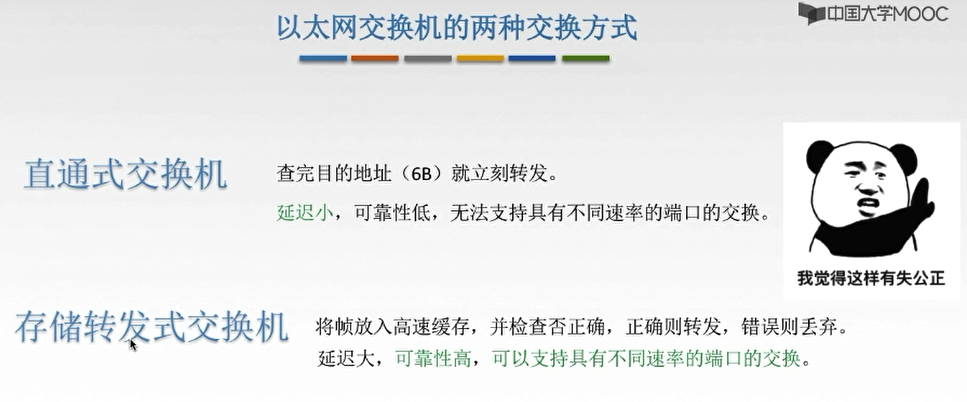 中国大学MOOC
以太网交换机的两种交换方式
直通式交换机
查完目的地址（6B）就立刻转发。
延迟小，可靠性低，无法支持具有不同速率的端口的交换。
我觉得这样有失公正
存储转发式交换机
将帧放入高速缓存，并检查否正确，正确则转发，错误则丢弃。
延迟大，可靠性高，可以支持具有不同速率的端口的交换。